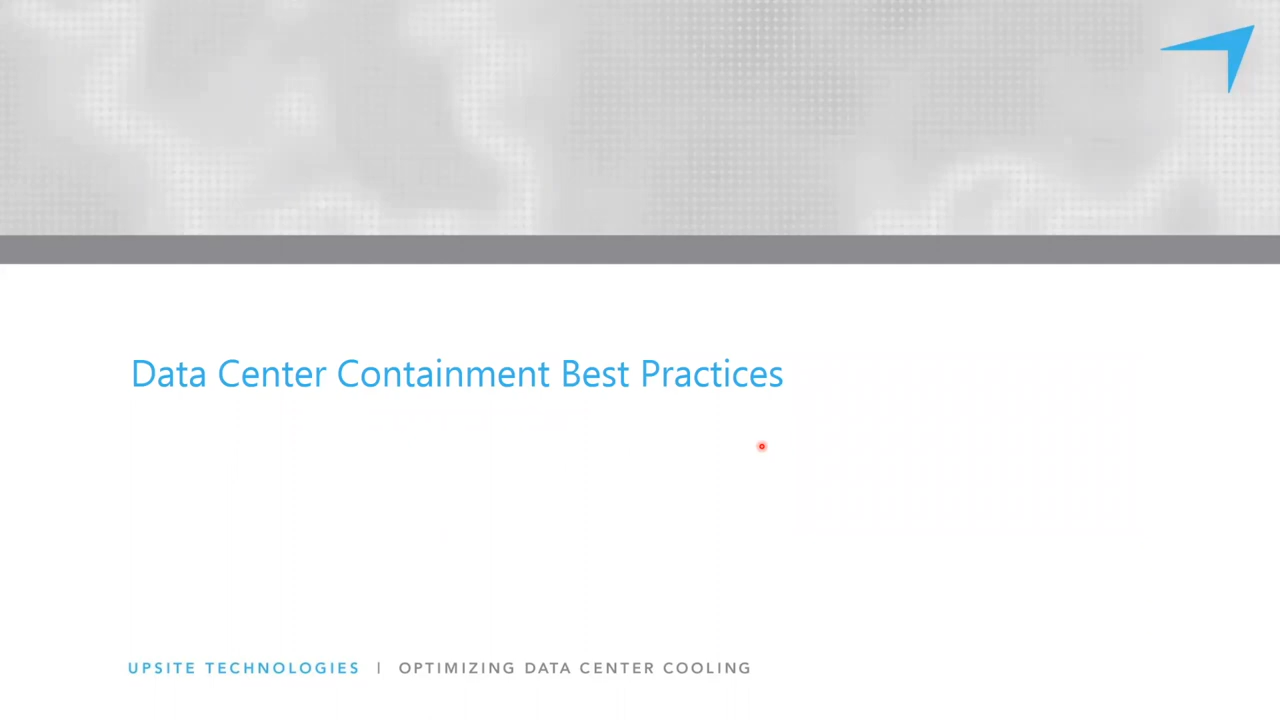 Data Center Containment Best Practices
UPSITE TECHNOLOGIES | OPTIMIZING DATA CENTER COOLING